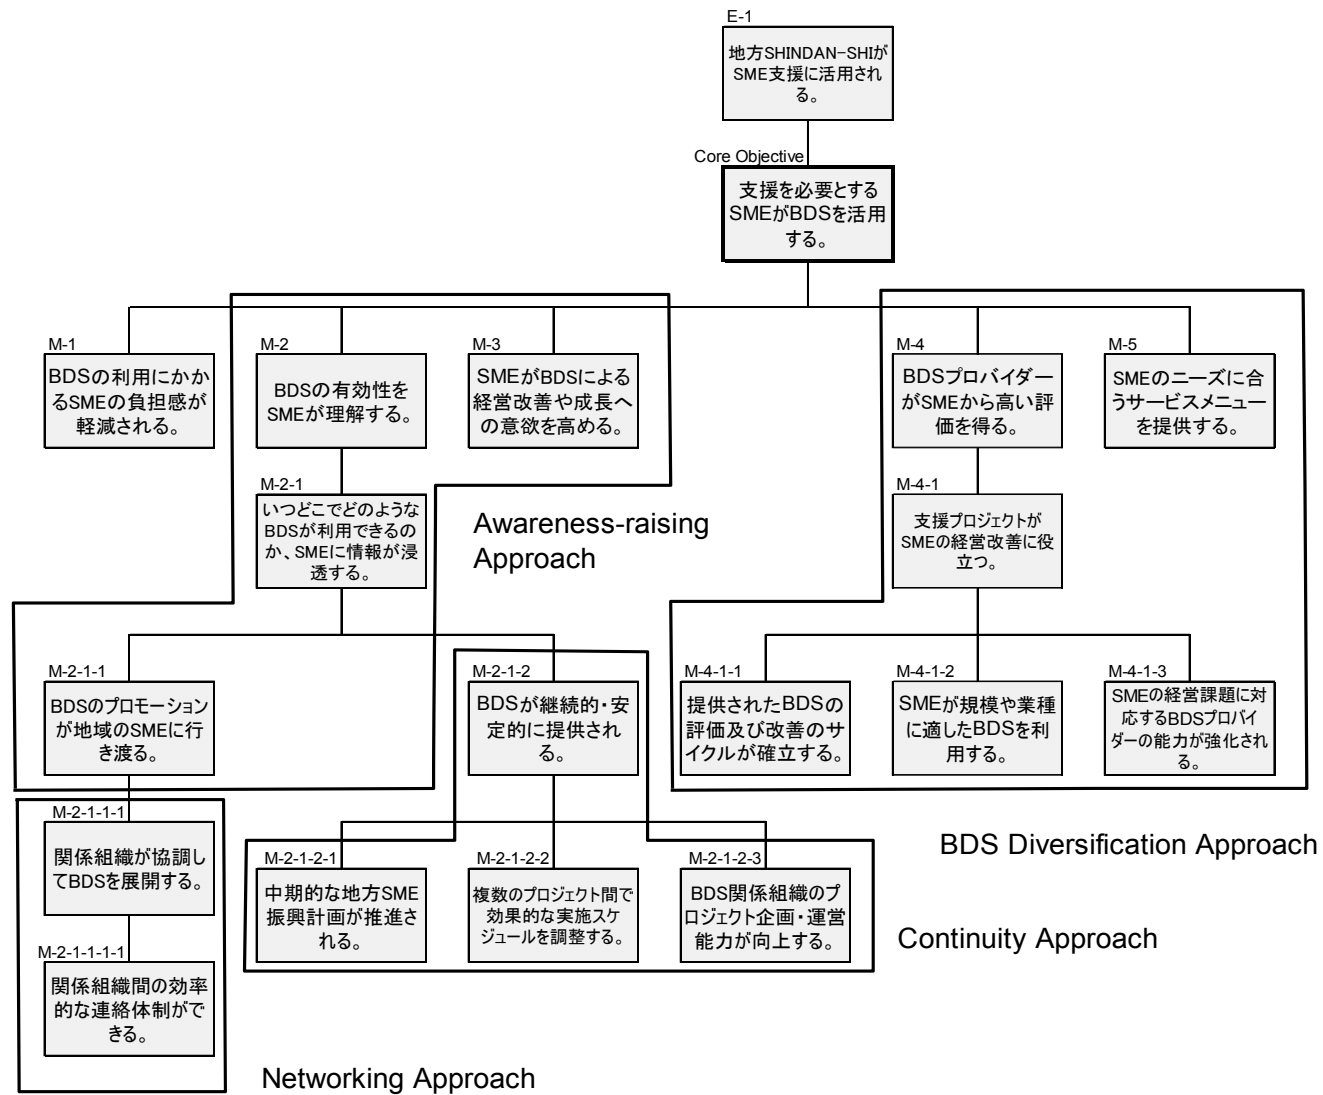 E-1
地方SHINDAN-SHIが
SME支援に活用され
る。
Core Objective
支援を必要とする
SMEがBDSを活用
する。
M-1
BDSの利用にかか
るSMEの負担感が
軽減される。
M-2
BDSの有効性を
SMEが理解する。
M-3
SMEがBDSによる
経営改善や成長へ
の意欲を高める。
M-4
BDSプロバイダー
がSMEから高い評
価を得る。
M-5
SMEのニーズに合
うサービスメニュー
を提供する。
M-2-1
いつどこでどのような
BDSが利用できるの
か、SMEに情報が浸
透する。
Awareness-raising
Approach
M-4-1
支援プロジェクトが
SMEの経営改善に役
立つ。
M-2-1-1
BDSのプロモーション
が地域のSMEに行
き渡る。
M-2-1-2
BDSが継続的・安
定的に提供され
る。
M-4-1-1
提供されたBDSの
評価及び改善のサ
イクルが確立する。
M-4-1-2
SMEが規模や業種
に適したBDSを利
用する。
M-4-1-3
SMEの経営課題に対
応するBDSプロバイ
ダーの能力が強化され
る。
M-2-1-1-1
関係組織が協調し
てBDSを展開する。
M-2-1-2-1
中期的な地方SME
振興計画が推進さ
れる。
M-2-1-2-2
複数のプロジェクト間で
効果的な実施スケ
ジュールを調整する。
M-2-1-2-3
BDS関係組織のプ
ロジェクト企画・運営
能力が向上する。
BDS Diversification Approach
Continuity Approach
M-2-1-1-1-1
関係組織間の効率
的な連絡体制がで
きる。
Networking Approach